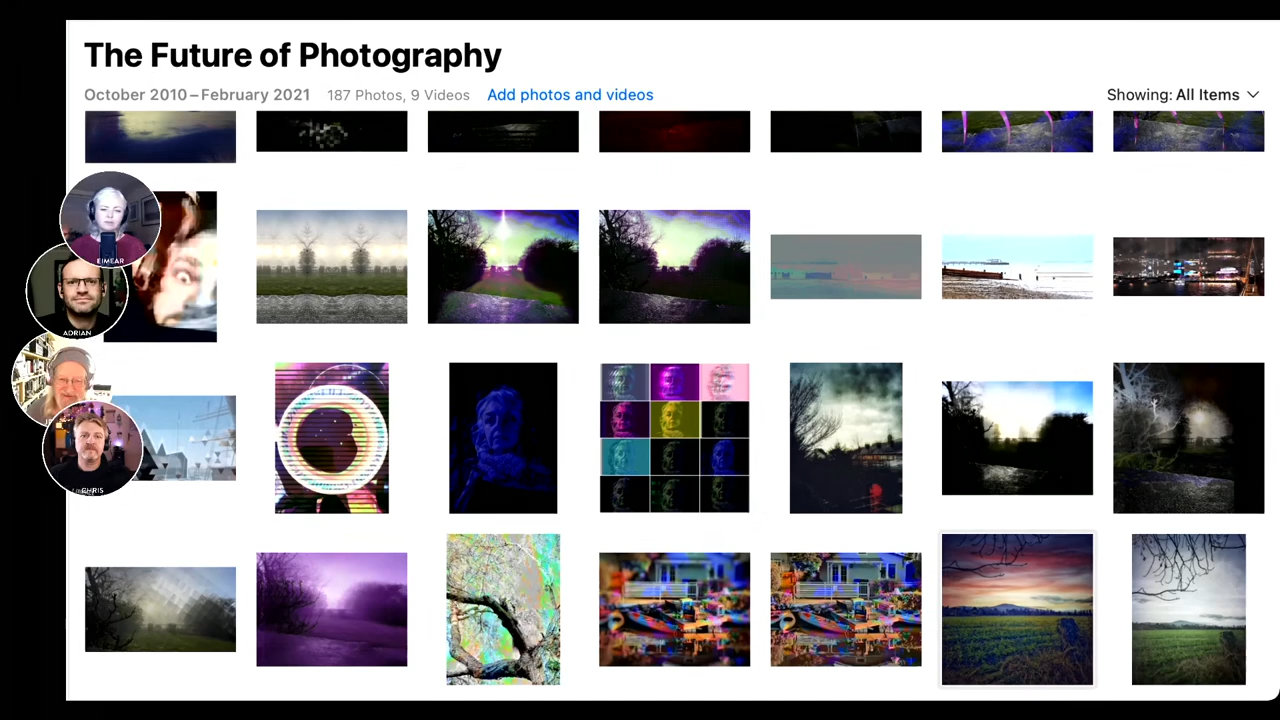 The Future of Photography
October 2010 – February 2021 187 Photos, 9 Videos Add photos and videos Showing: All Items
EIMEAR
ADRIAN
CHRIS